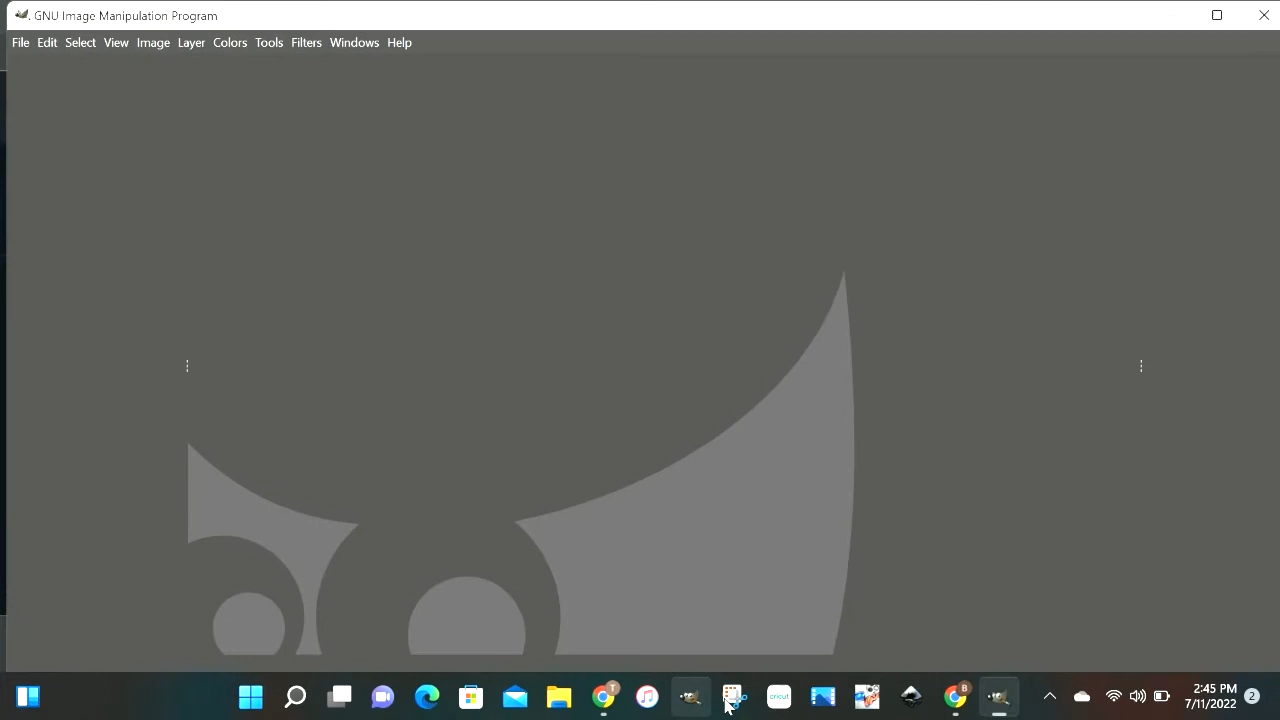 GNU Image Manipulation Program
File Edit Select View Image Layer Colors Tools Filters Windows Help
T
cricut
B
2:45 PM
7/11/2022
2